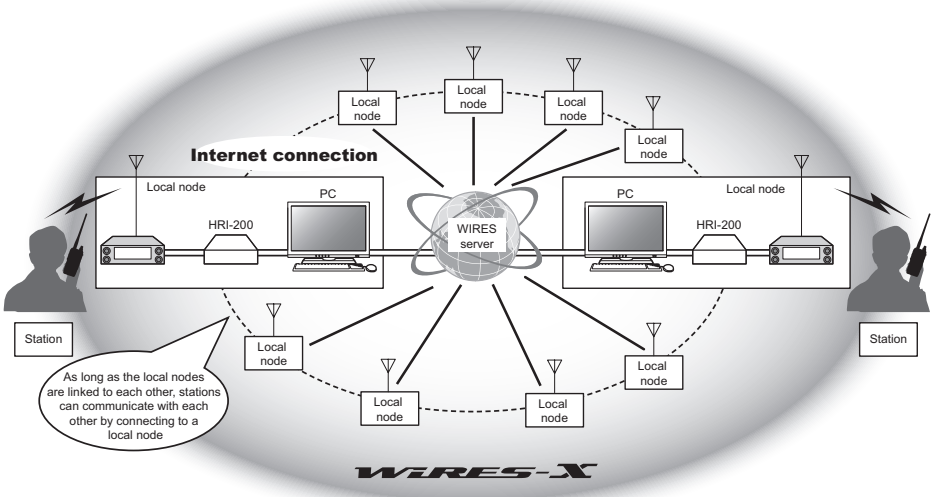 Local
node
Local
node
Local
node
Local
node
Internet connection
Local node
PC
HRI-200
WIRES
server
PC
Local node
HRI-200
Station
Station
Local
node
Local
node
Local
node
Local
node
As long as the local nodes
are linked to each other, stations
can communicate with each
other by connecting to a
local node
WiRES-X